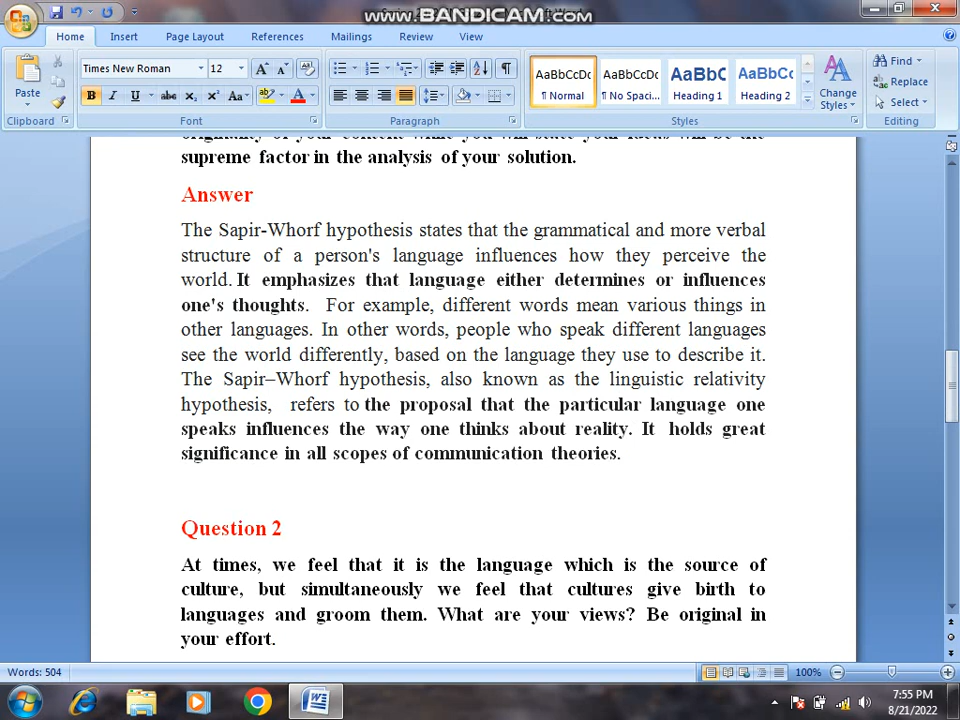 www.BANDICAM.com
Home
Insert
Page Layout
References
Mailings
Review
View
Paste
Clipboard
Times New Roman
12
Font
Paragraph
AaBbCcDc
¶ Normal
AaBbCcDc
¶ No Spaci...
AaBbC
Heading 1
AaBbCc
Heading 2
Change
Styles
Styles
Find
Replace
Select
Editing
supreme factor in the analysis of your solution.
Answer
The Sapir-Whorf hypothesis states that the grammatical and more verbal
structure of a person's language influences how they perceive the
world. It emphasizes that language either determines or influences
one's thoughts. For example, different words mean various things in
other languages. In other words, people who speak different languages
see the world differently, based on the language they use to describe it.
The Sapir–Whorf hypothesis, also known as the linguistic relativity
hypothesis, refers to the proposal that the particular language one
speaks influences the way one thinks about reality. It holds great
significance in all scopes of communication theories.
Question 2
At times, we feel that it is the language which is the source of
culture, but simultaneously we feel that cultures give birth to
languages and groom them. What are your views? Be original in
your effort.
Words: 504
100%
7:55 PM
8/21/2022